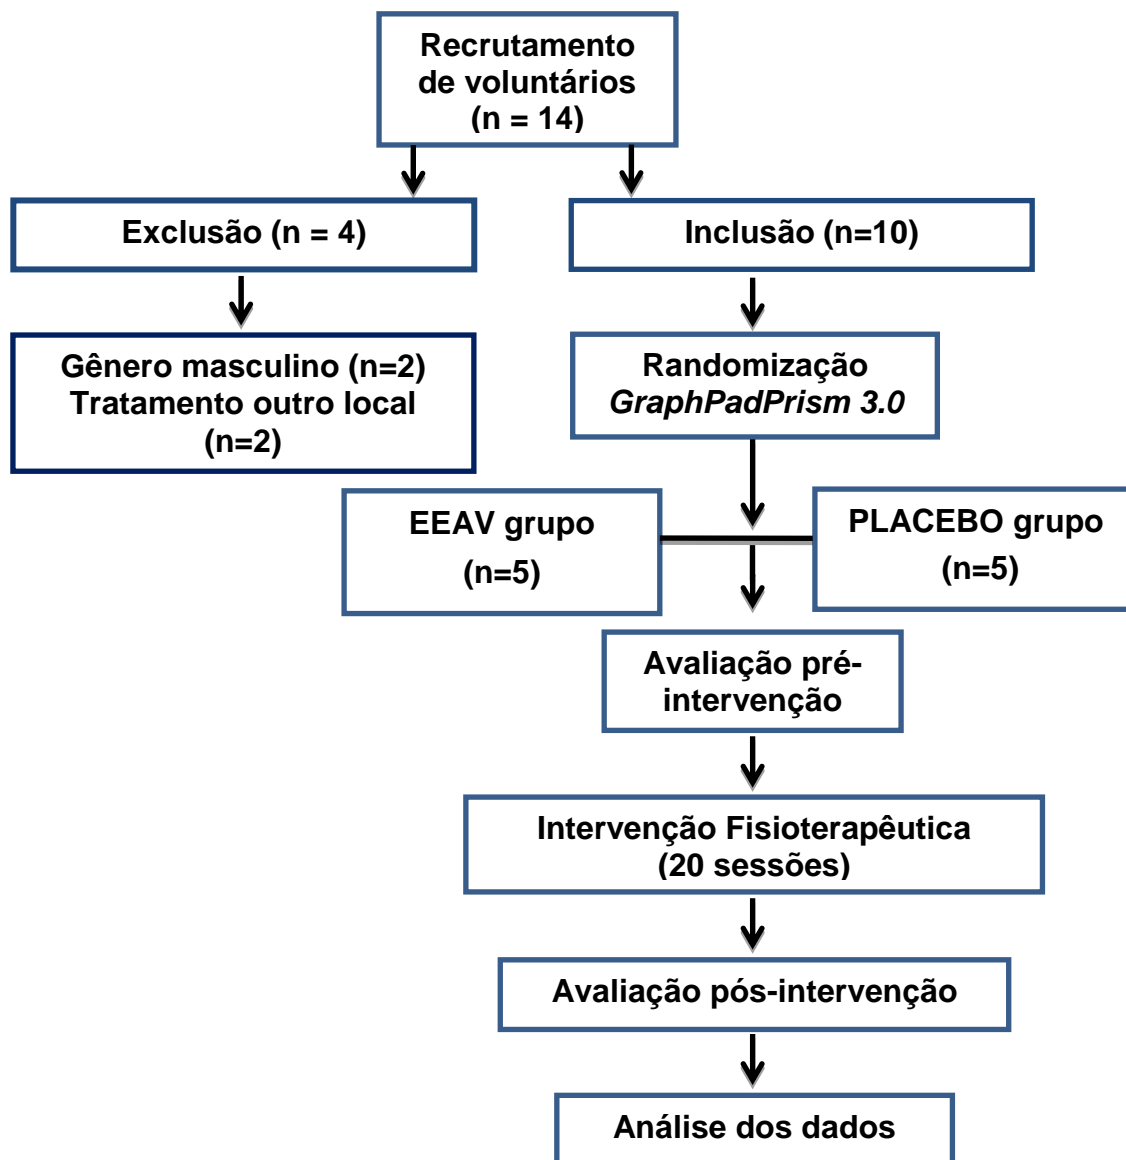 Recrutamento
de voluntários
(n = 14)
Exclusão (n = 4)
Inclusão (n=10)
Gênero masculino (n=2)
Tratamento outro local
(n=2)
Randomização
GraphPadPrism 3.0
EEAV grupo
(n=5)
PLACEBO grupo
(n=5)
Avaliação pré-
intervenção
Intervenção Fisioterapêutica
(20 sessões)
Avaliação pós-intervenção
Análise dos dados